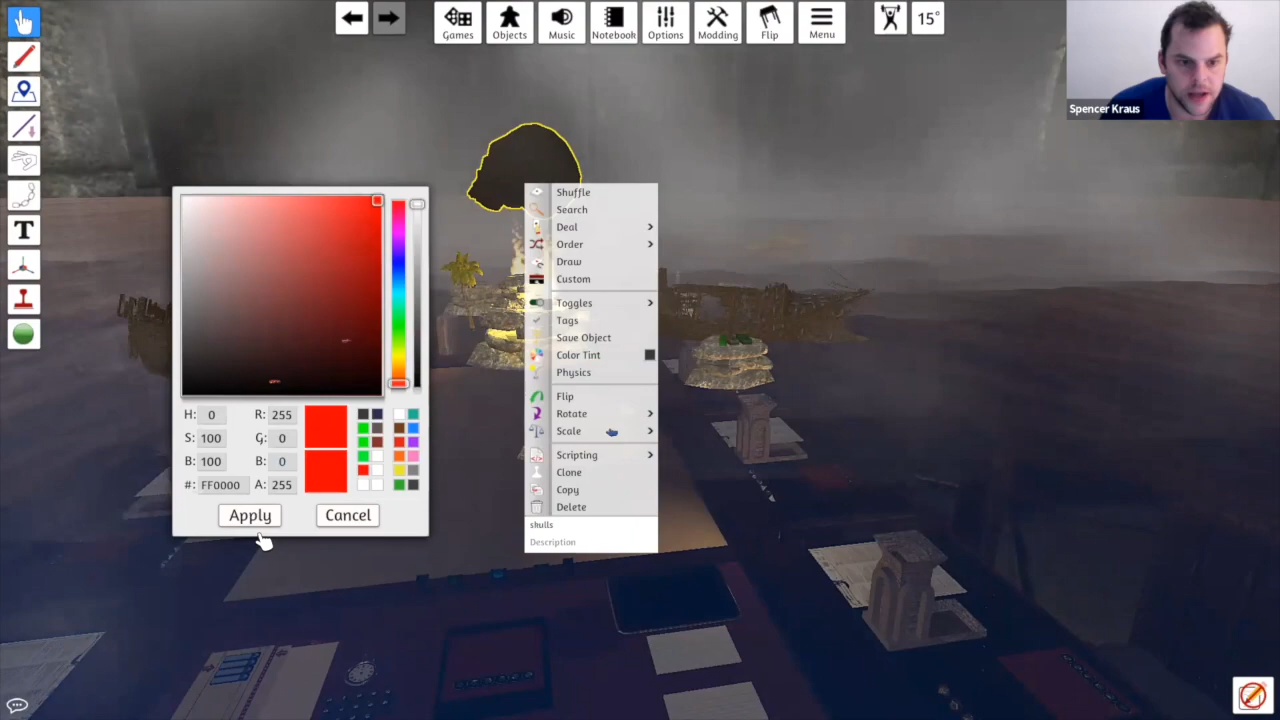 Games
Objects
Music
Notebook
Options
Modding
Flip
Menu
15°
Spencer Kraus
Shuffle
Search
Deal
Order
Draw
Custom
Toggles
Tags
Save Object
Color Tint
Physics
Flip
Rotate
Scale
Scripting
Clone
Copy
Delete
skulls
Description
H: 0 R: 255
S: 100 G: 0
B: 100 B: 0
#: FF0000 A: 255
Apply Cancel
T